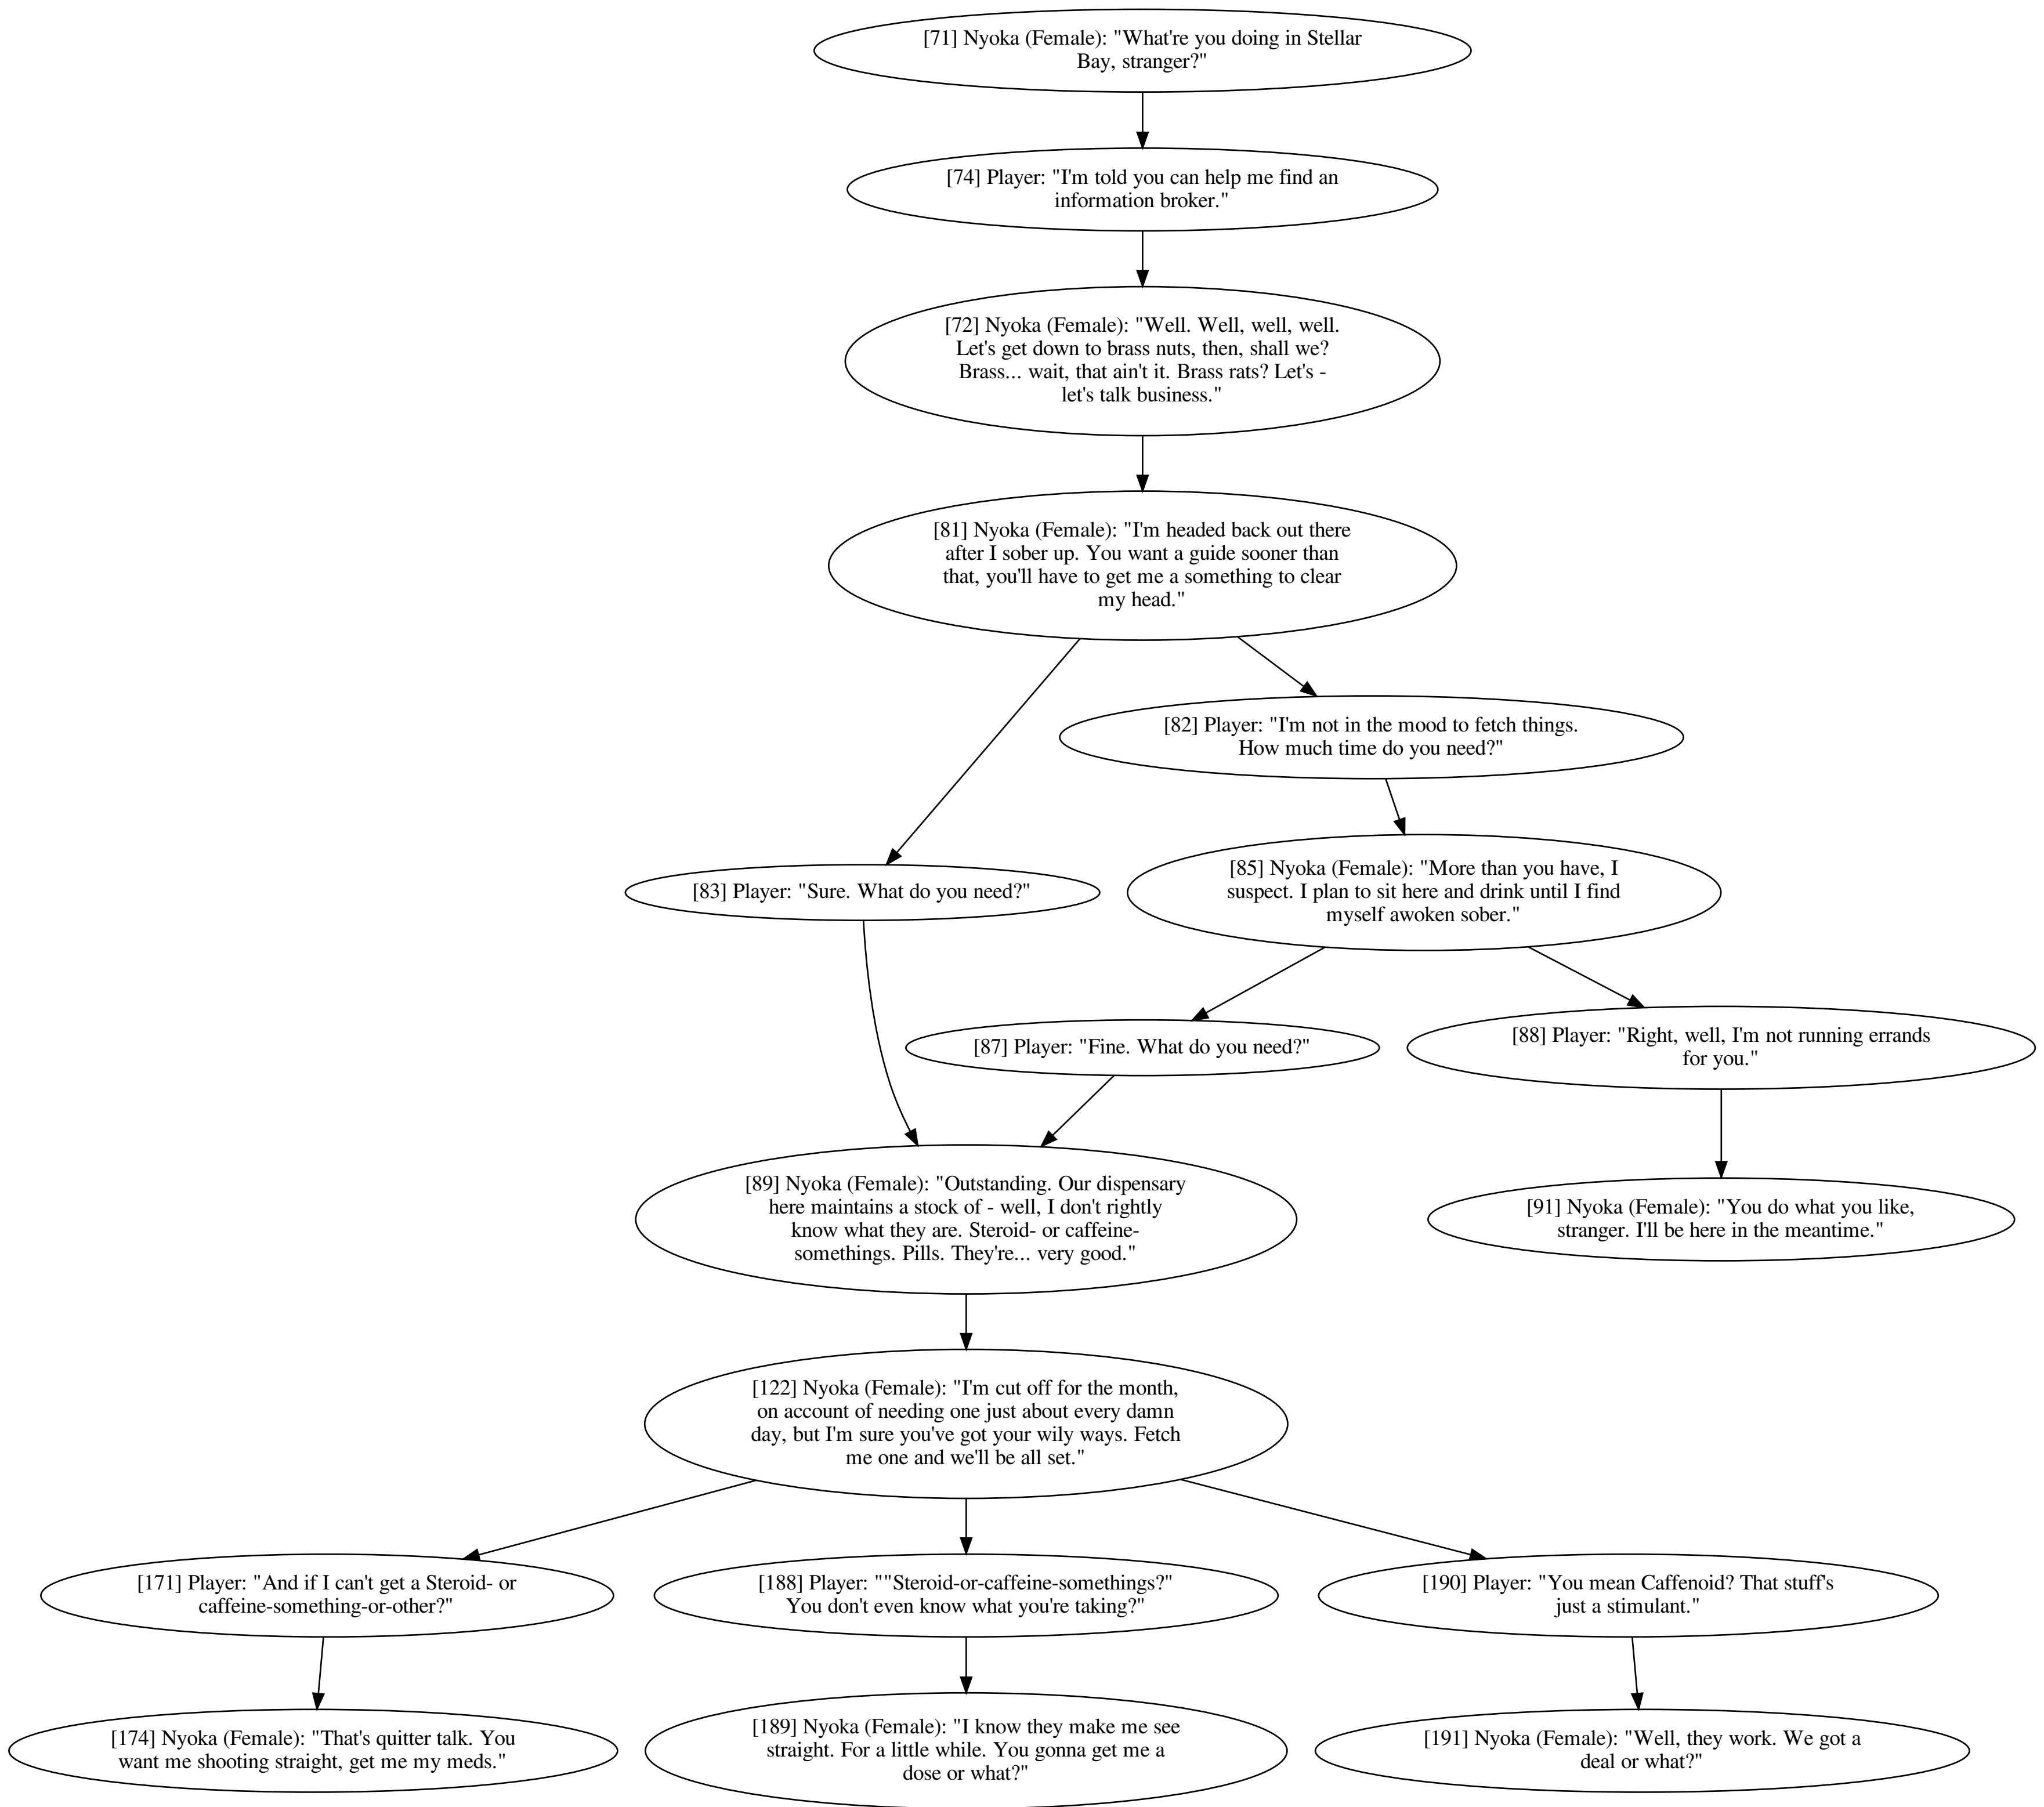 [71] Nyoka (Female): "What're you doing in Stellar
Bay, stranger?"
[74] Player: "I'm told you can help me find an
information broker."
[72] Nyoka (Female): "Well. Well, well, well.
Let's get down to brass nuts, then, shall we?
Brass... wait, that ain't it. Brass rats? Let's -
let's talk business."
[81] Nyoka (Female): "I'm headed back out there
after I sober up. You want a guide sooner than
that, you'll have to get me a something to clear
my head."
[82] Player: "I'm not in the mood to fetch things.
How much time do you need?"
[83] Player: "Sure. What do you need?"
[85] Nyoka (Female): "More than you have, I
suspect. I plan to sit here and drink until I find
myself awoken sober."
[87] Player: "Fine. What do you need?"
[88] Player: "Right, well, I'm not running errands
for you."
[89] Nyoka (Female): "Outstanding. Our dispensary
here maintains a stock of - well, I don't rightly
know what they are. Steroid- or caffeine-
somethings. Pills. They're... very good."
[91] Nyoka (Female): "You do what you like,
stranger. I'll be here in the meantime."
[122] Nyoka (Female): "I'm cut off for the month,
on account of needing one just about every damn
day, but I'm sure you've got your wily ways. Fetch
me one and we'll be all set."
[171] Player: "And if I can't get a Steroid- or
caffeine-something-or-other?"
[188] Player: ""Steroid-or-caffeine-somethings?"
You don't even know what you're taking?"
[190] Player: "You mean Caffenoid? That stuff's
just a stimulant."
[174] Nyoka (Female): "That's quitter talk. You
want me shooting straight, get me my meds."
[189] Nyoka (Female): "I know they make me see
straight. For a little while. You gonna get me a
dose or what?"
[191] Nyoka (Female): "Well, they work. We got a
deal or what?"